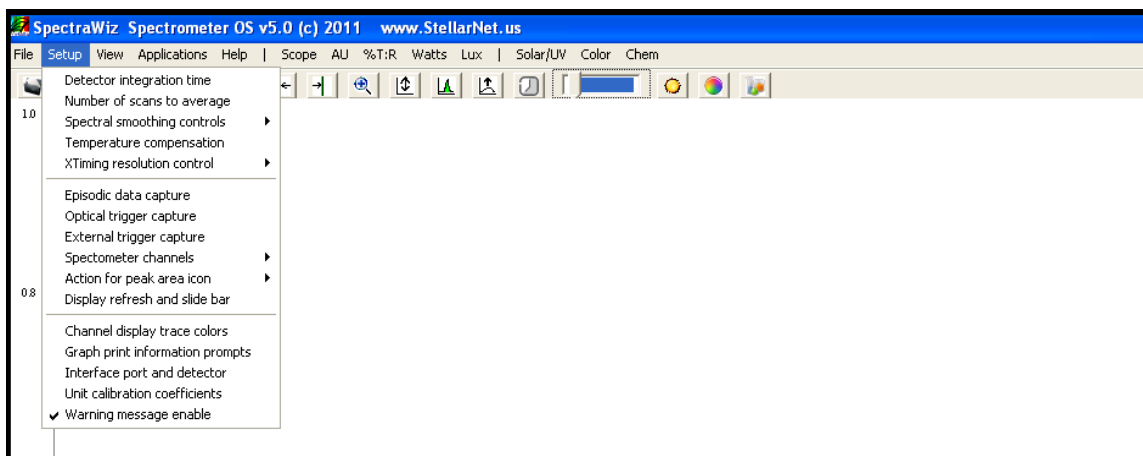 SpectraWiz Spectrometer OS v5.0 (c) 2011 www.StellarNet.us
File Setup View Applications Help | Scope AU %T:R Watts Lux | Solar/UV Color Chem
Detector integration time
Number of scans to average
1.0
Spectral smoothing controls
Temperature compensation
XTiming resolution control
Episodic data capture
Optical trigger capture
External trigger capture
Spectometer channels
Action for peak area icon
0.8
Display refresh and slide bar
Channel display trace colors
Graph print information prompts
Interface port and detector
Unit calibration coefficients
Warning message enable